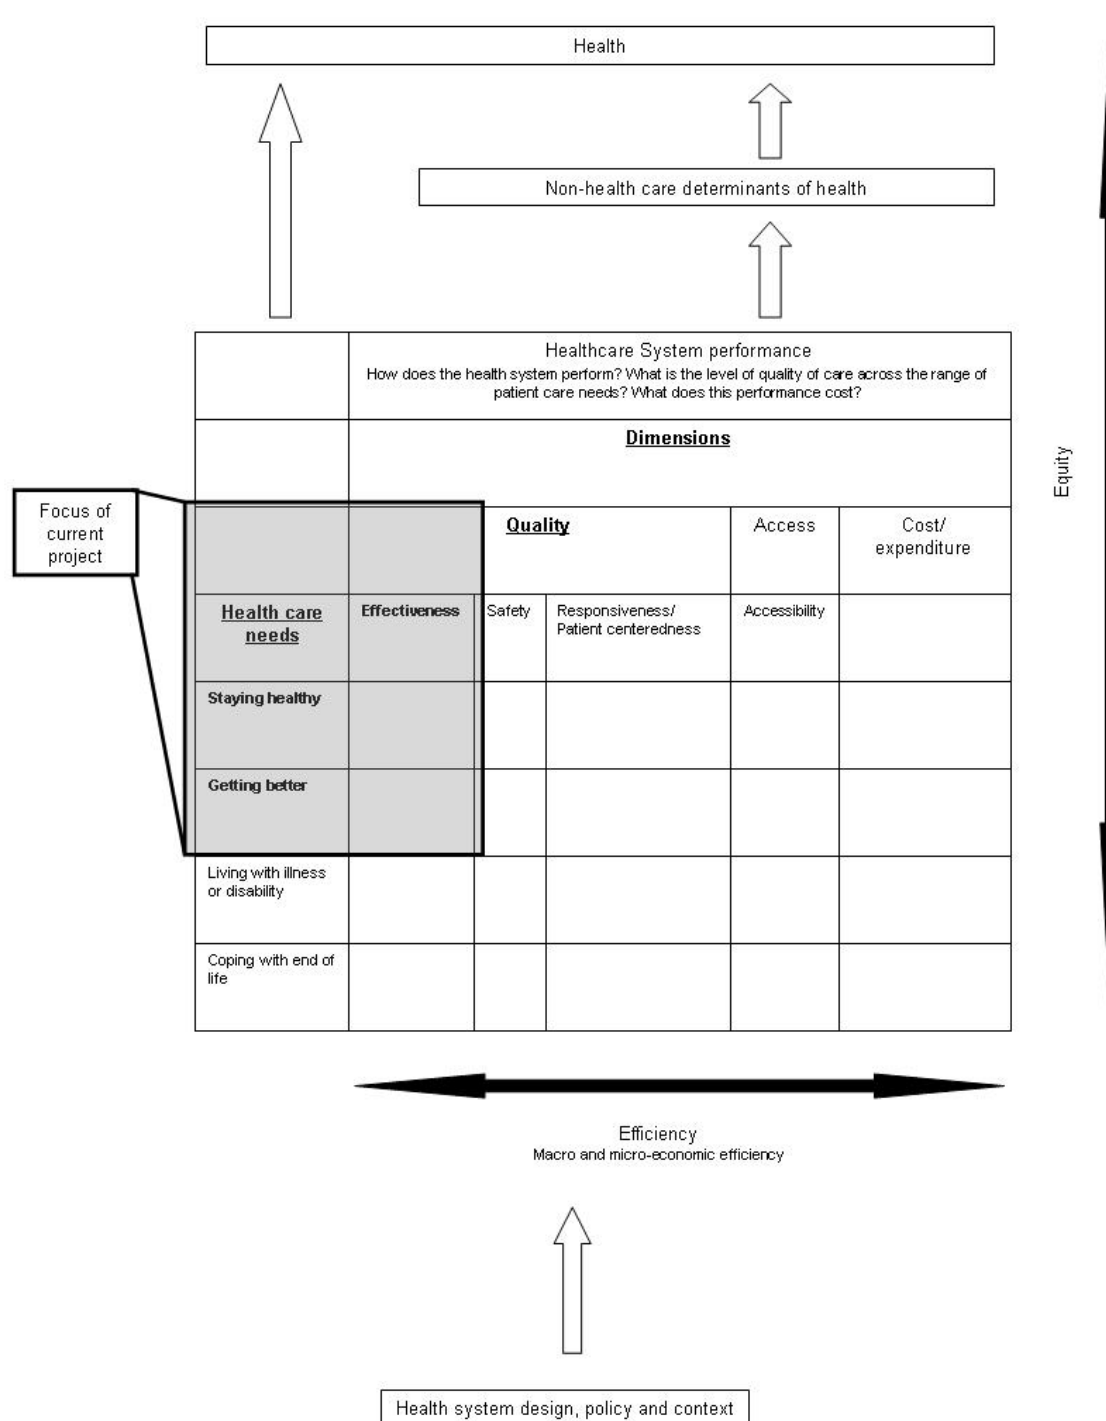 Health
Non-health care determinants of health
Healthcare System performance
How does the health system perform? What is the level of quality of care across the range of
patient care needs? What does this performance cost?
Dimensions
Equity
Focus of
current
project
Quality
Access
Cost/
expenditure
Health care
needs
Effectiveness
Safety
Responsiveness/
Patient centeredness
Accessibility
Staying healthy
Getting better
Living with illness
or disability
Coping with end of
life
Efficiency
Macro and micro-economic efficiency
Health system design, policy and context